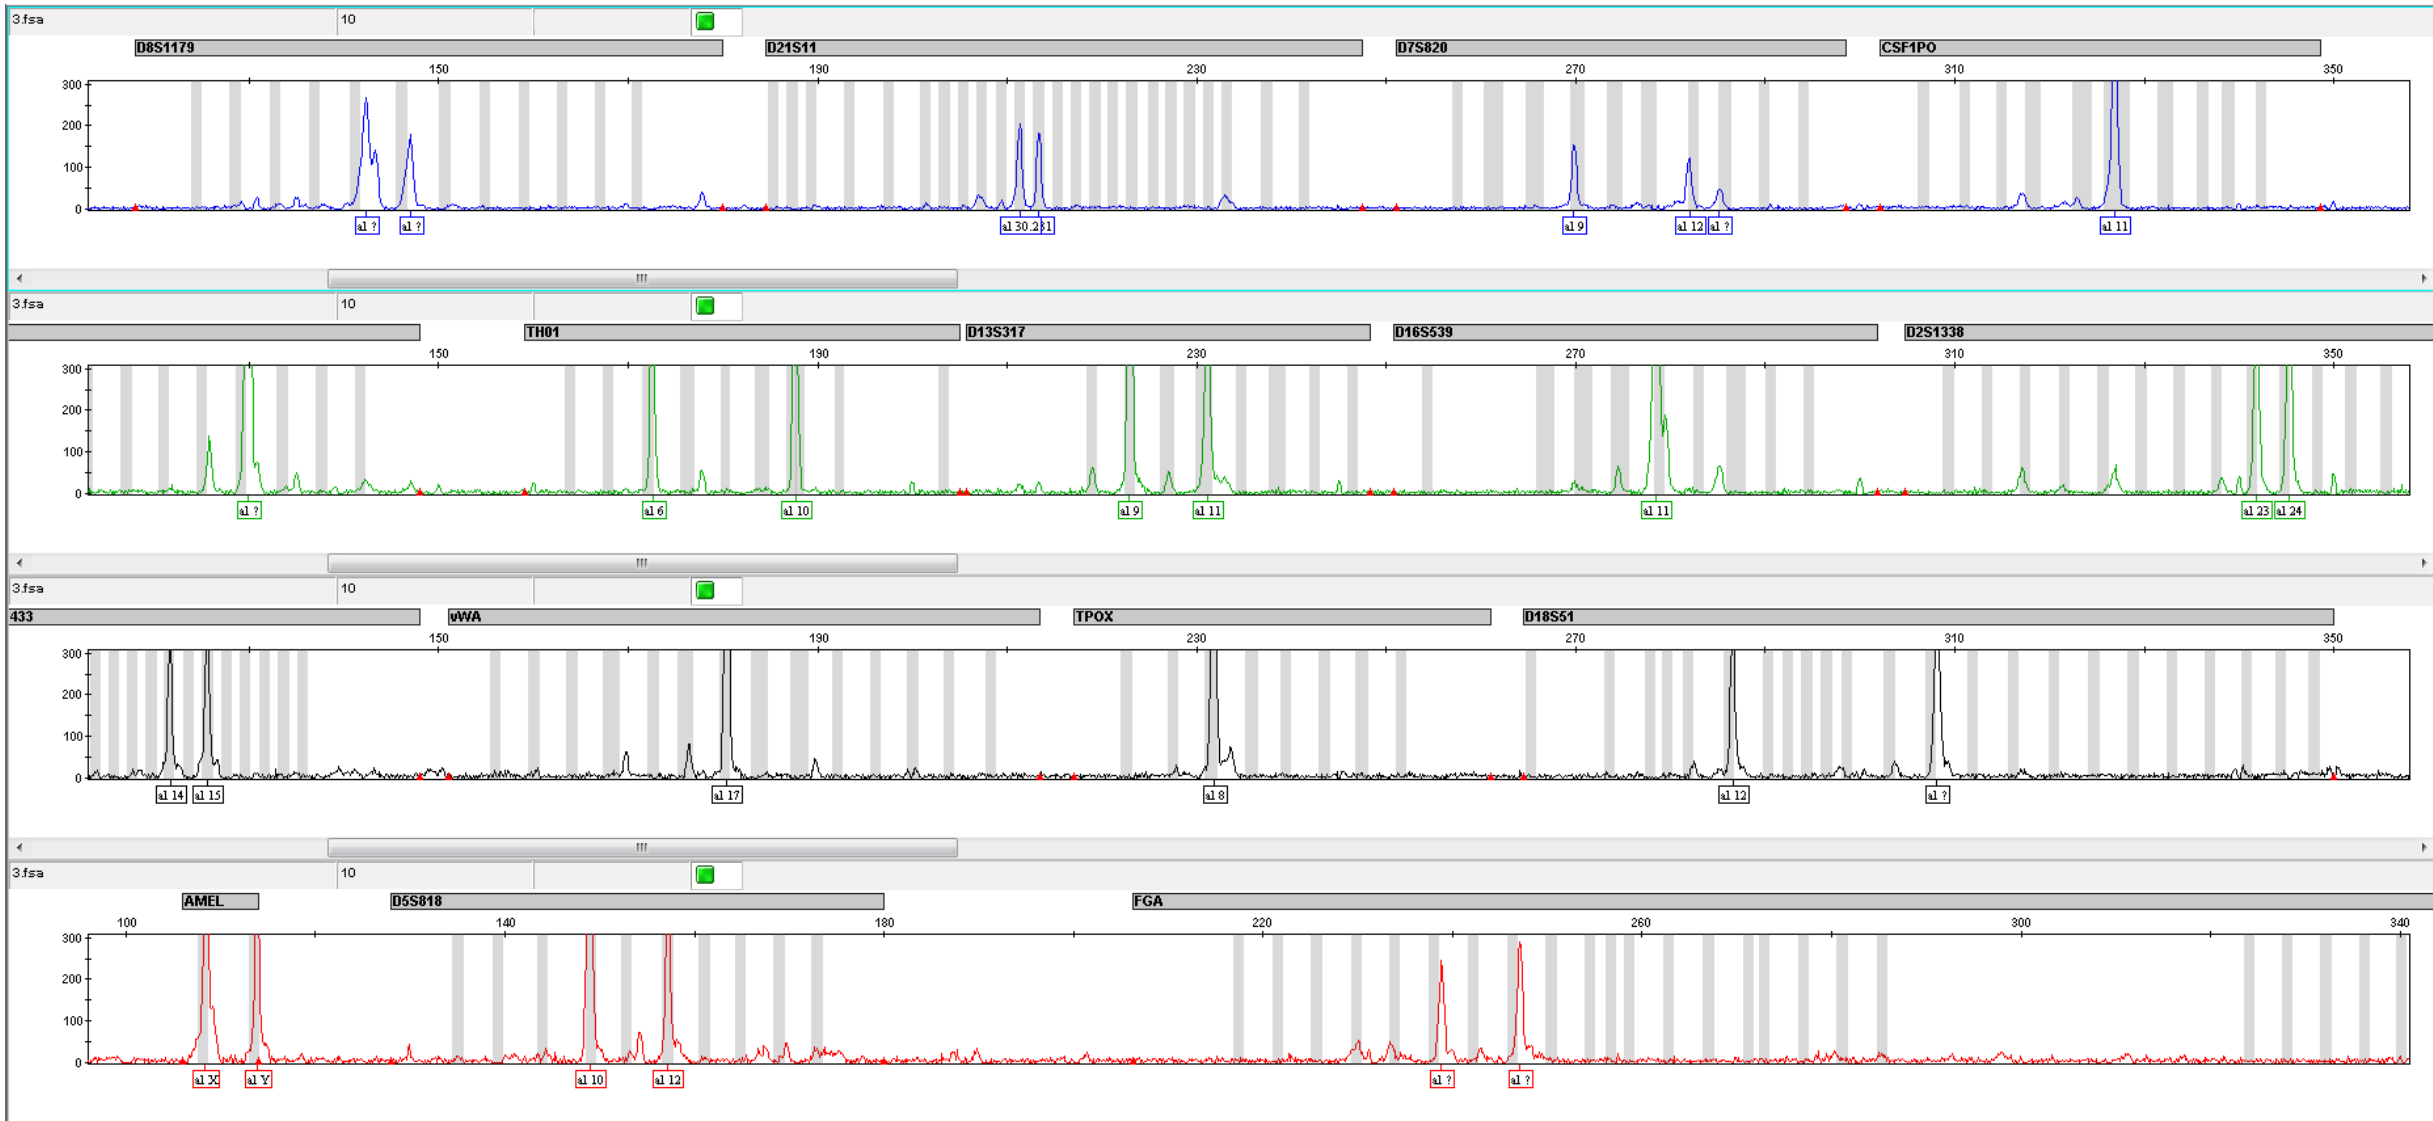 3.fsa 10
D8S1179 D21S11 D7S820 CSF1PO
150 190 230 270 310 350
300
200
100
0
al ? al ? al 30.2 31 al 9 al 12 al ? al 11
3.fsa 10
TH01 D13S317 D16S539 D2S1338
150 190 230 270 310 350
300
200
100
0
al ? al 6 al 10 al 9 al 11 al 11 al 23 al 24
3.fsa 10
433 vWA TPOX D18S51
150 190 230 270 310 350
300
200
100
0
al 14 al 15 al 17 al 8 al 12 al ?
3.fsa 10
AMEL D5S818 FGA
100 140 180 220 260 300 340
300
200
100
0
al X al Y al 10 al 12 al ? al ?